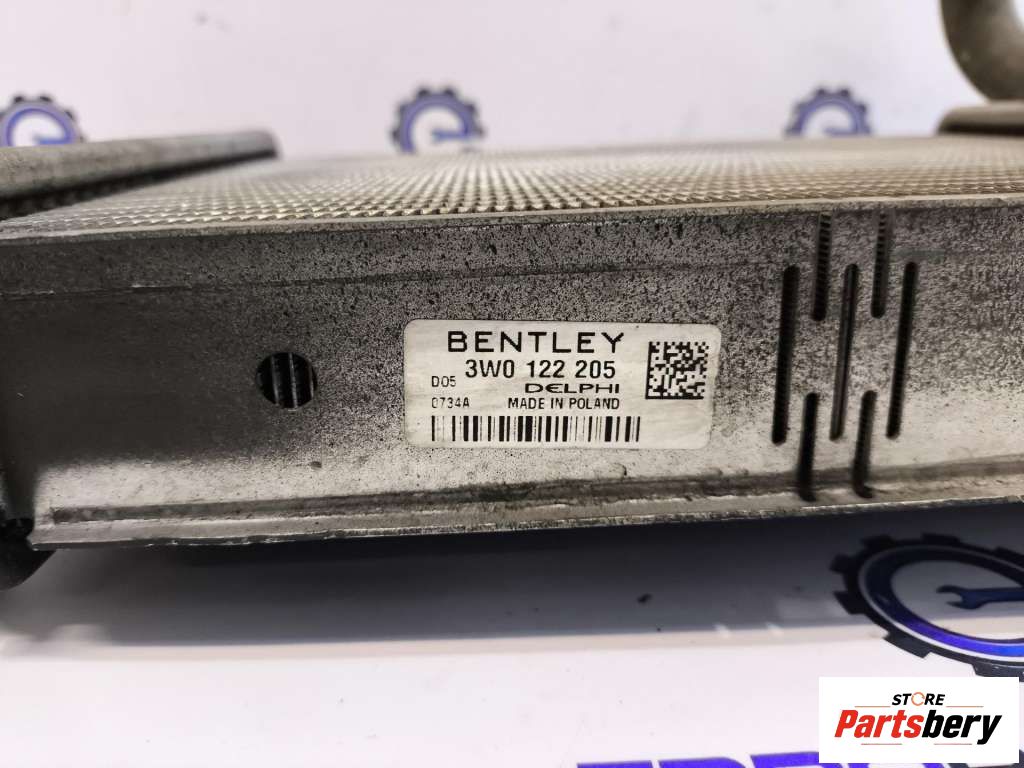 BENTLEY
3W0 122 205
D05 DELPHI
0734A MADE IN POLAND
STORE
Partsbery